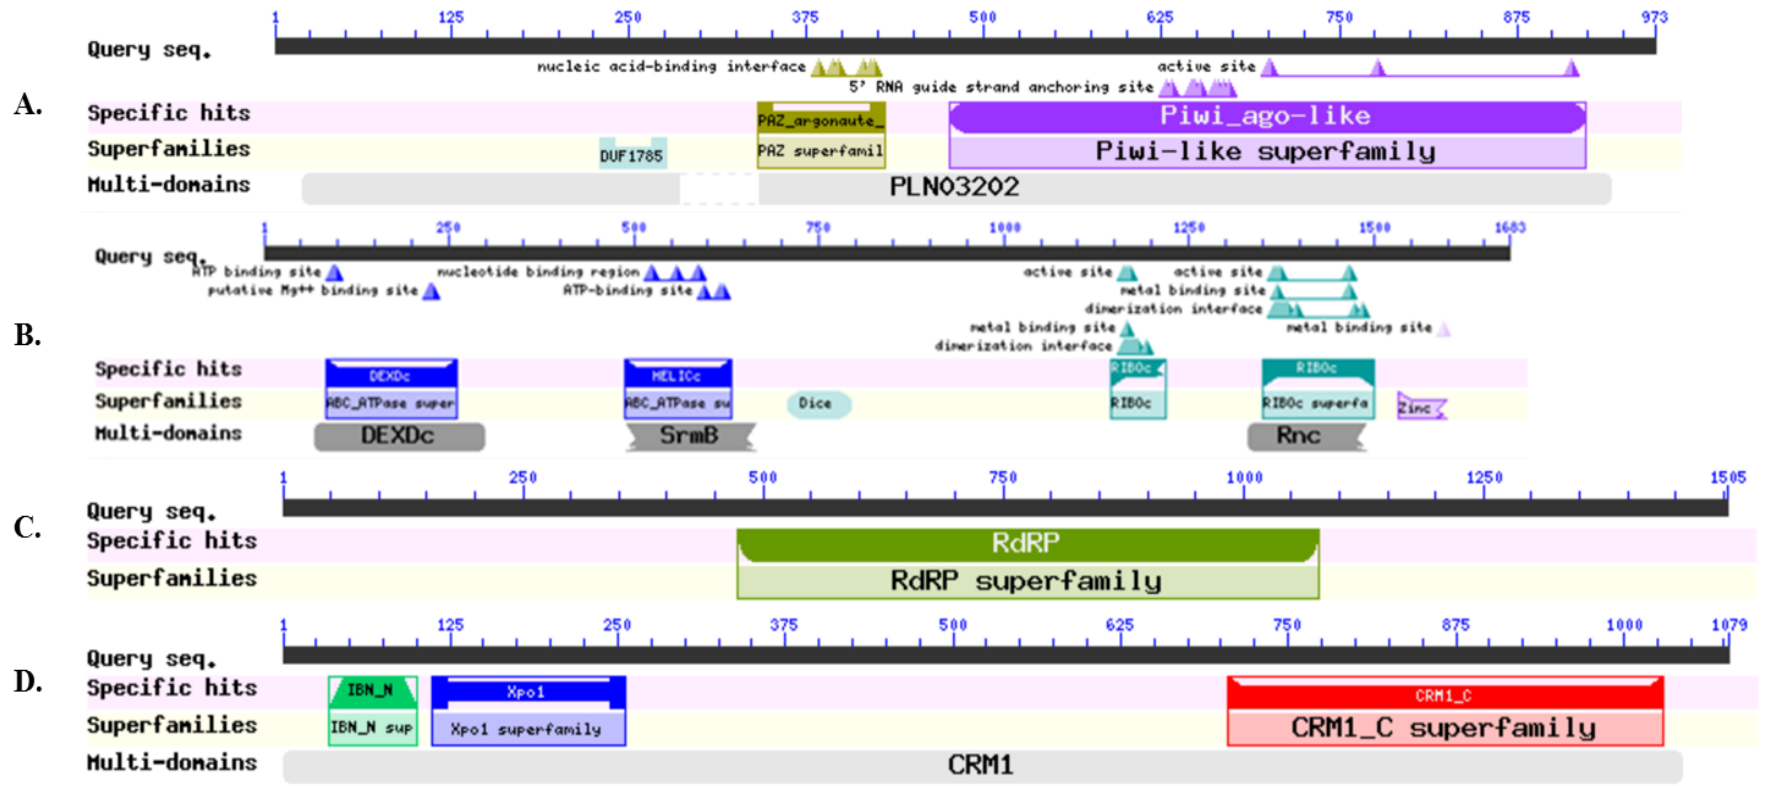 1 125 250 375 500 625 750 875 973
Query seq.
nucleic acid-binding interface active site
5' RNA guide strand anchoring site
A.
Specific hits PAZ_argonaute_ Piwi_ago-like
Superfamilies DUF1785 PAZ superfamil Piwi-like superfamily
Multi-domains PLN03202
1 250 500 750 1000 1250 1500 1683
Query seq.
ATP binding site nucleotide binding region active site active site
putative Mg++ binding site ATP-binding site metal binding site
dimerization interface
metal binding site metal binding site
B.
dimerization interface
Specific hits DEXDc HELICc RIBOc RIBOc
Superfamilies ABC_ATPase super ABC_ATPase su Dice RIBOc RIBOc superfa Zinc
Multi-domains DEXDc SrmB Rnc
1 250 500 750 1000 1250 1505
Query seq.
C.
Specific hits RdRP
Superfamilies RdRP superfamily
1 125 250 375 500 625 750 875 1000 1079
Query seq.
D.
Specific hits IBN_N Xpo1 CRM1_C
Superfamilies IBN_N sup Xpo1 superfamily CRM1_C superfamily
Multi-domains CRM1